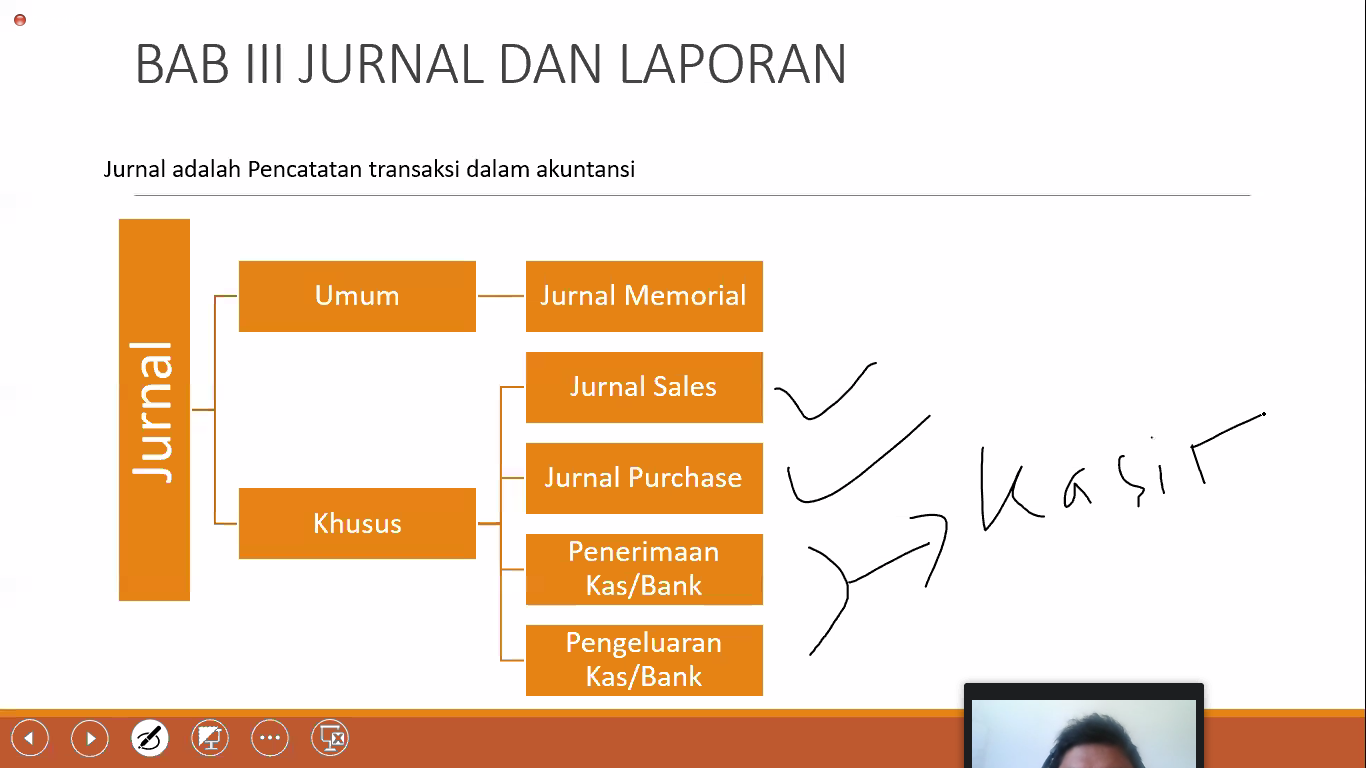 BAB III JURNAL DAN LAPORAN
Jurnal adalah Pencatatan transaksi dalam akuntansi
Jurnal
Umum
Jurnal Memorial
Khusus
Jurnal Sales
Jurnal Purchase
Penerimaan
Kas/Bank
Pengeluaran
Kas/Bank
Kasir